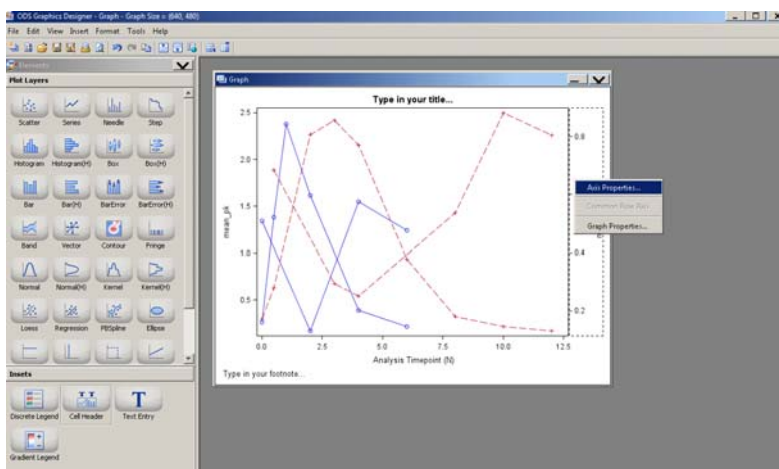 ODS Graphics Designer - Graph - Graph Size = (640, 480)
File Edit View Insert Format Tools Help
Elements
Plot Layers
Scatter Series Needle Step
Histogram Histogram(H) Box Box(H)
Bar Bar(H) BarError BarError(H)
Band Vector Contour Fringe
Normal Normal(H) Kernel Kernel(H)
Loess Regression PBSpline Ellipse
Insets
Discrete Legend Cell Header Text Entry
Gradient Legend
Graph
Type in your title...
2.5
2.0
1.5
1.0
0.5
mean_pk
0.0 2.5 5.0 7.5 10.0 12.5
Analysis Timepoint (N)
0.8
0.4
0.2
Type in your footnote...
Axis Properties...
Common Row Axis
Graph Properties...